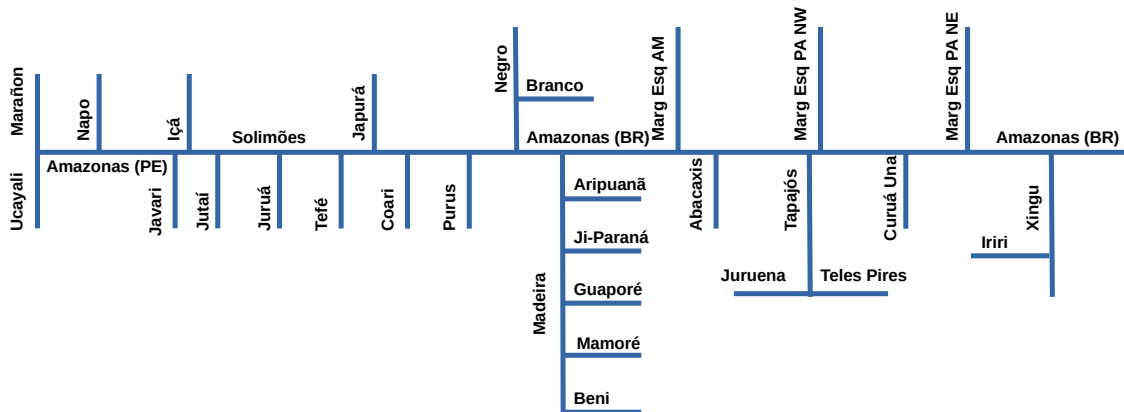 Marañon
Napo
Içá
Solimões
Japurá
Negro
Branco
Amazonas (BR)
Marg Esq AM
Marg Esq PA NW
Marg Esq PA NE
Amazonas (BR)
Ucayali
Amazonas (PE)
Javari
Jutaí
Juruá
Tefé
Coari
Purus
Madeira
Aripuanã
Ji-Paraná
Guaporé
Mamoré
Beni
Abacaxis
Tapajós
Juruena
Teles Pires
Curuá Una
Iriri
Xingu